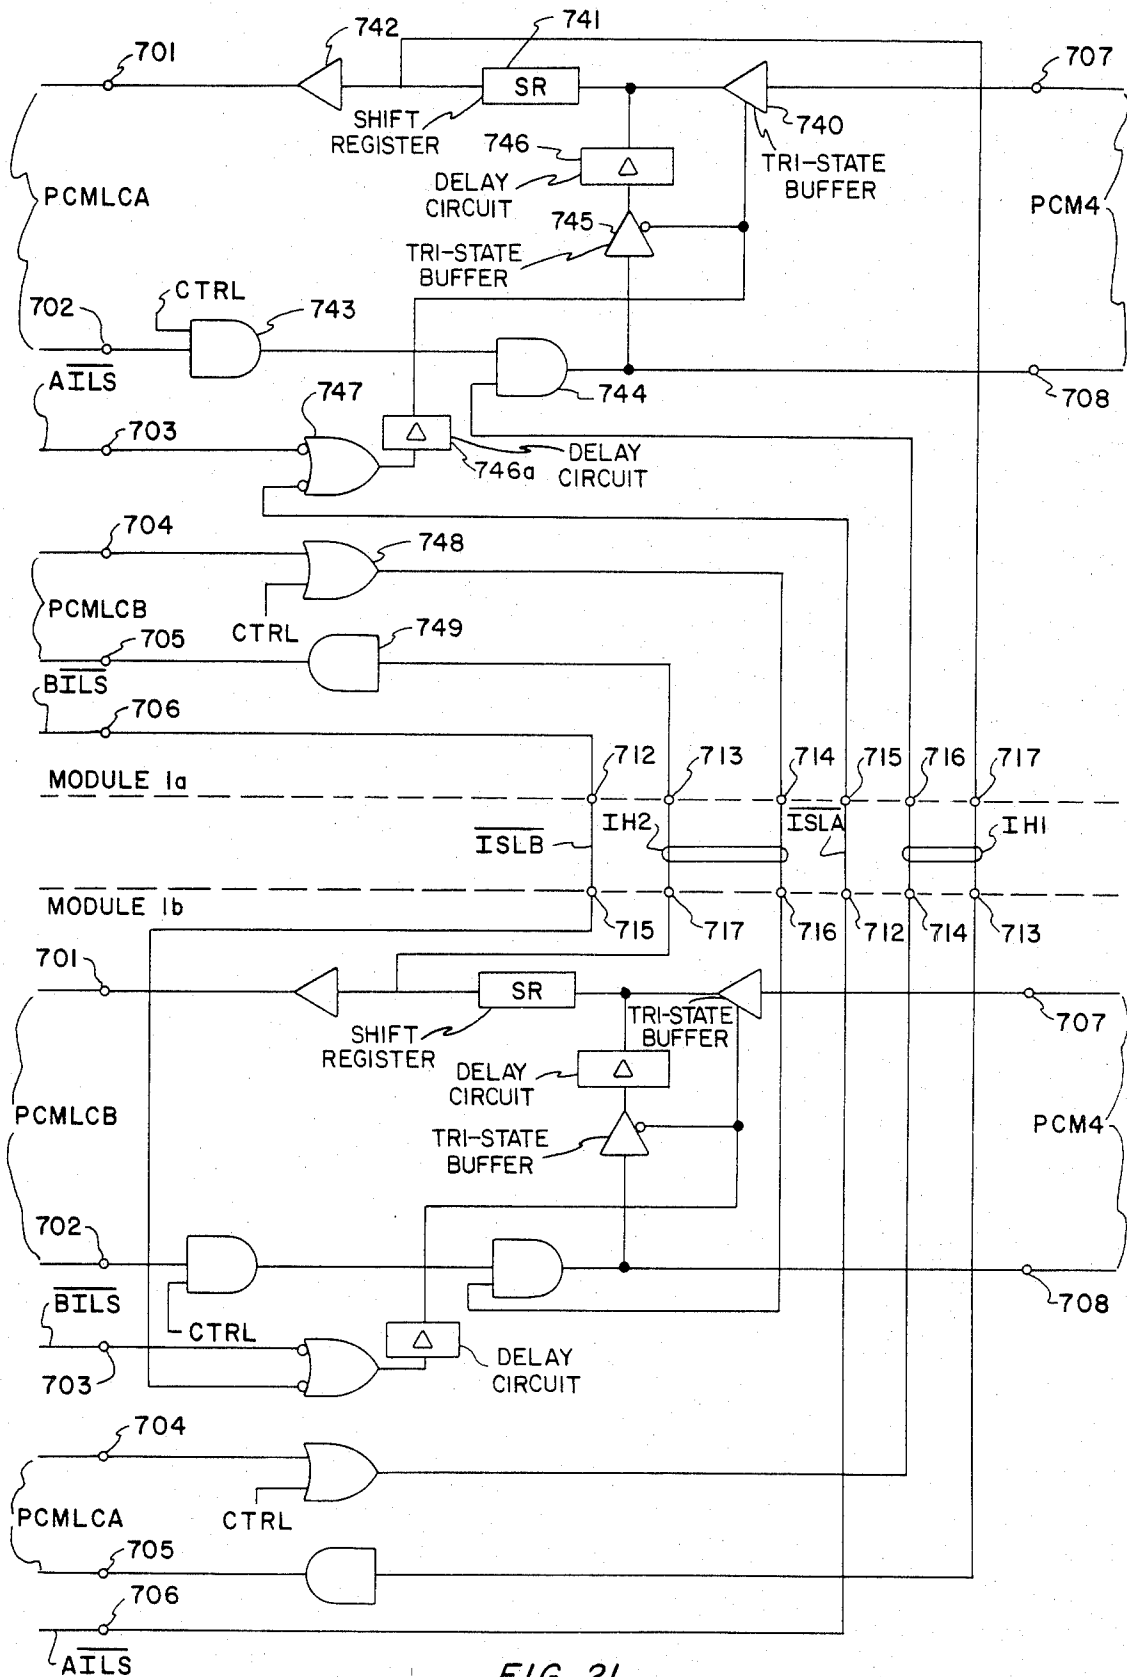 742
741
701
707
SR
SHIFT
REGISTER
740
TRI-STATE
BUFFER
746
Δ
DELAY
CIRCUIT
PCMLCA
PCM4
745
TRI-STATE
BUFFER
702
CTRL
743
744
708
AILS
703
747
Δ
746a
DELAY
CIRCUIT
704
748
PCMLCB
CTRL
705
749
BILS
706
712
713
714
715
716
717
MODULE 1a
ISLB
IH2
ISLA
IH1
MODULE 1b
715
717
716
712
714
713
701
SR
SHIFT
REGISTER
TRI-STATE
BUFFER
707
Δ
DELAY
CIRCUIT
PCMLCB
TRI-STATE
BUFFER
PCM4
702
708
BILS
CTRL
703
Δ
DELAY
CIRCUIT
704
PCMLCA
CTRL
705
706
AILS
FIG. 21